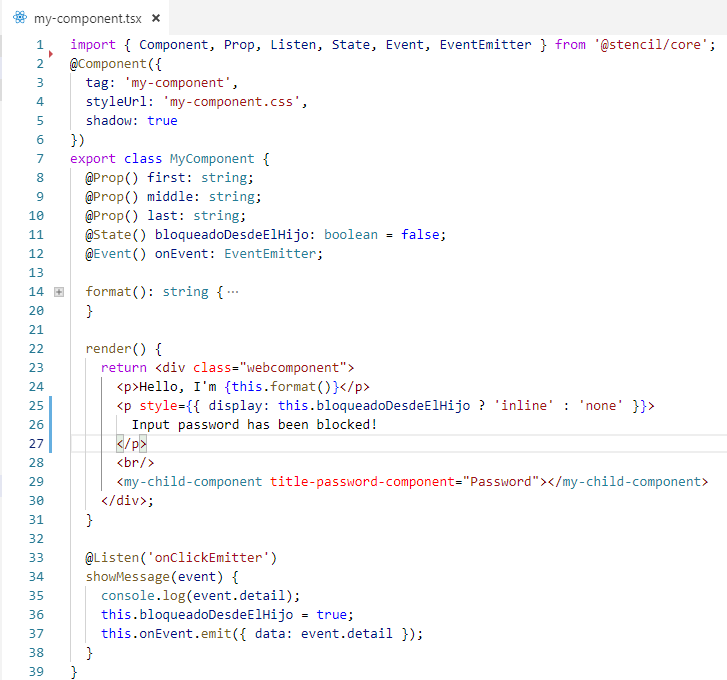 my-component.tsx ×
1 import { Component, Prop, Listen, State, Event, EventEmitter } from '@stencil/core';
2 @Component({
3   tag: 'my-component',
4   styleUrl: 'my-component.css',
5   shadow: true
6 })
7 export class MyComponent {
8   @Prop() first: string;
9   @Prop() middle: string;
10   @Prop() last: string;
11   @State() bloqueadoDesdeElHijo: boolean = false;
12   @Event() onEvent: EventEmitter;
13
14   format(): string { ···
20   }
21
22   render() {
23     return <div class="webcomponent">
24       <p>Hello, I'm {this.format()}</p>
25       <p style={{ display: this.bloqueadoDesdeElHijo ? 'inline' : 'none' }}>
26         Input password has been blocked!
27       </p>
28       <br/>
29       <my-child-component title-password-component="Password"></my-child-component>
30     </div>;
31   }
32
33   @Listen('onClickEmitter')
34   showMessage(event) {
35     console.log(event.detail);
36     this.bloqueadoDesdeElHijo = true;
37     this.onEvent.emit({ data: event.detail });
38   }
39 }